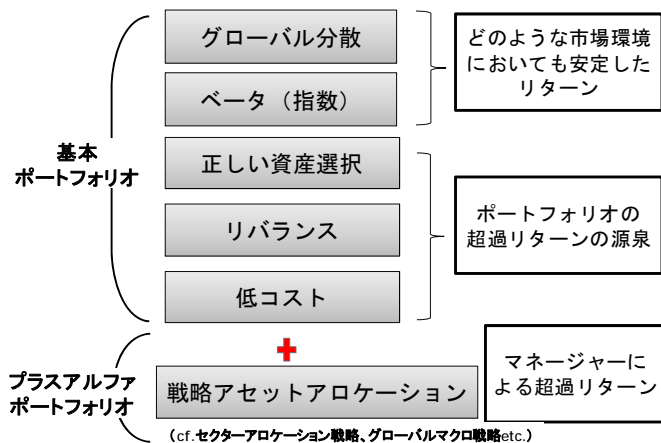 グローバル分散
ベータ（指数）
どのような市場環境
においても安定した
リターン
基本
ポートフォリオ
正しい資産選択
リバランス
低コスト
ポートフォリオの
超過リターンの源泉
プラスアルファ
ポートフォリオ
戦略アセットアロケーション
マネージャーに
よる超過リターン
（cf.セクターアロケーション戦略、グローバルマクロ戦略etc.）